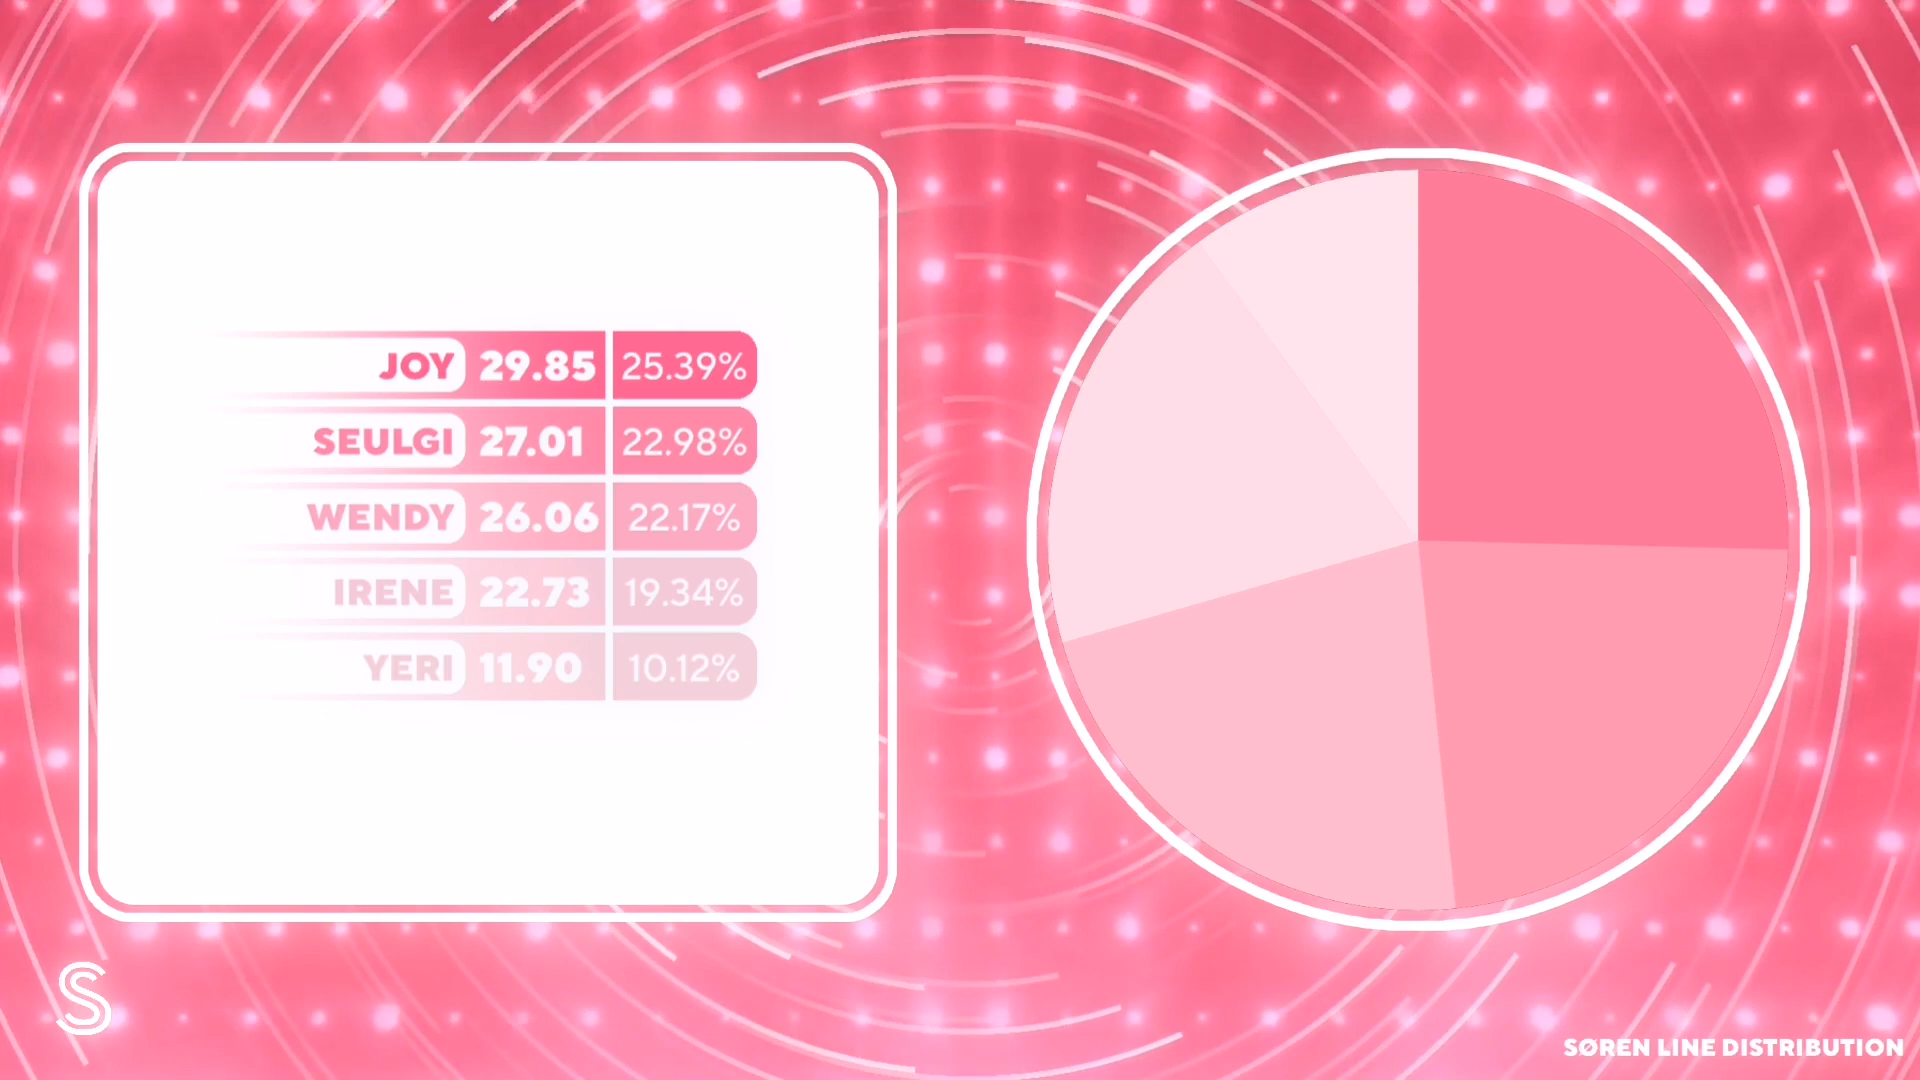 JOY 29.85 25.39%
SEULGI 27.01 22.98%
WENDY 26.06 22.17%
IRENE 22.73 19.34%
YERI 11.90 10.12%
S
SØREN LINE DISTRIBUTION